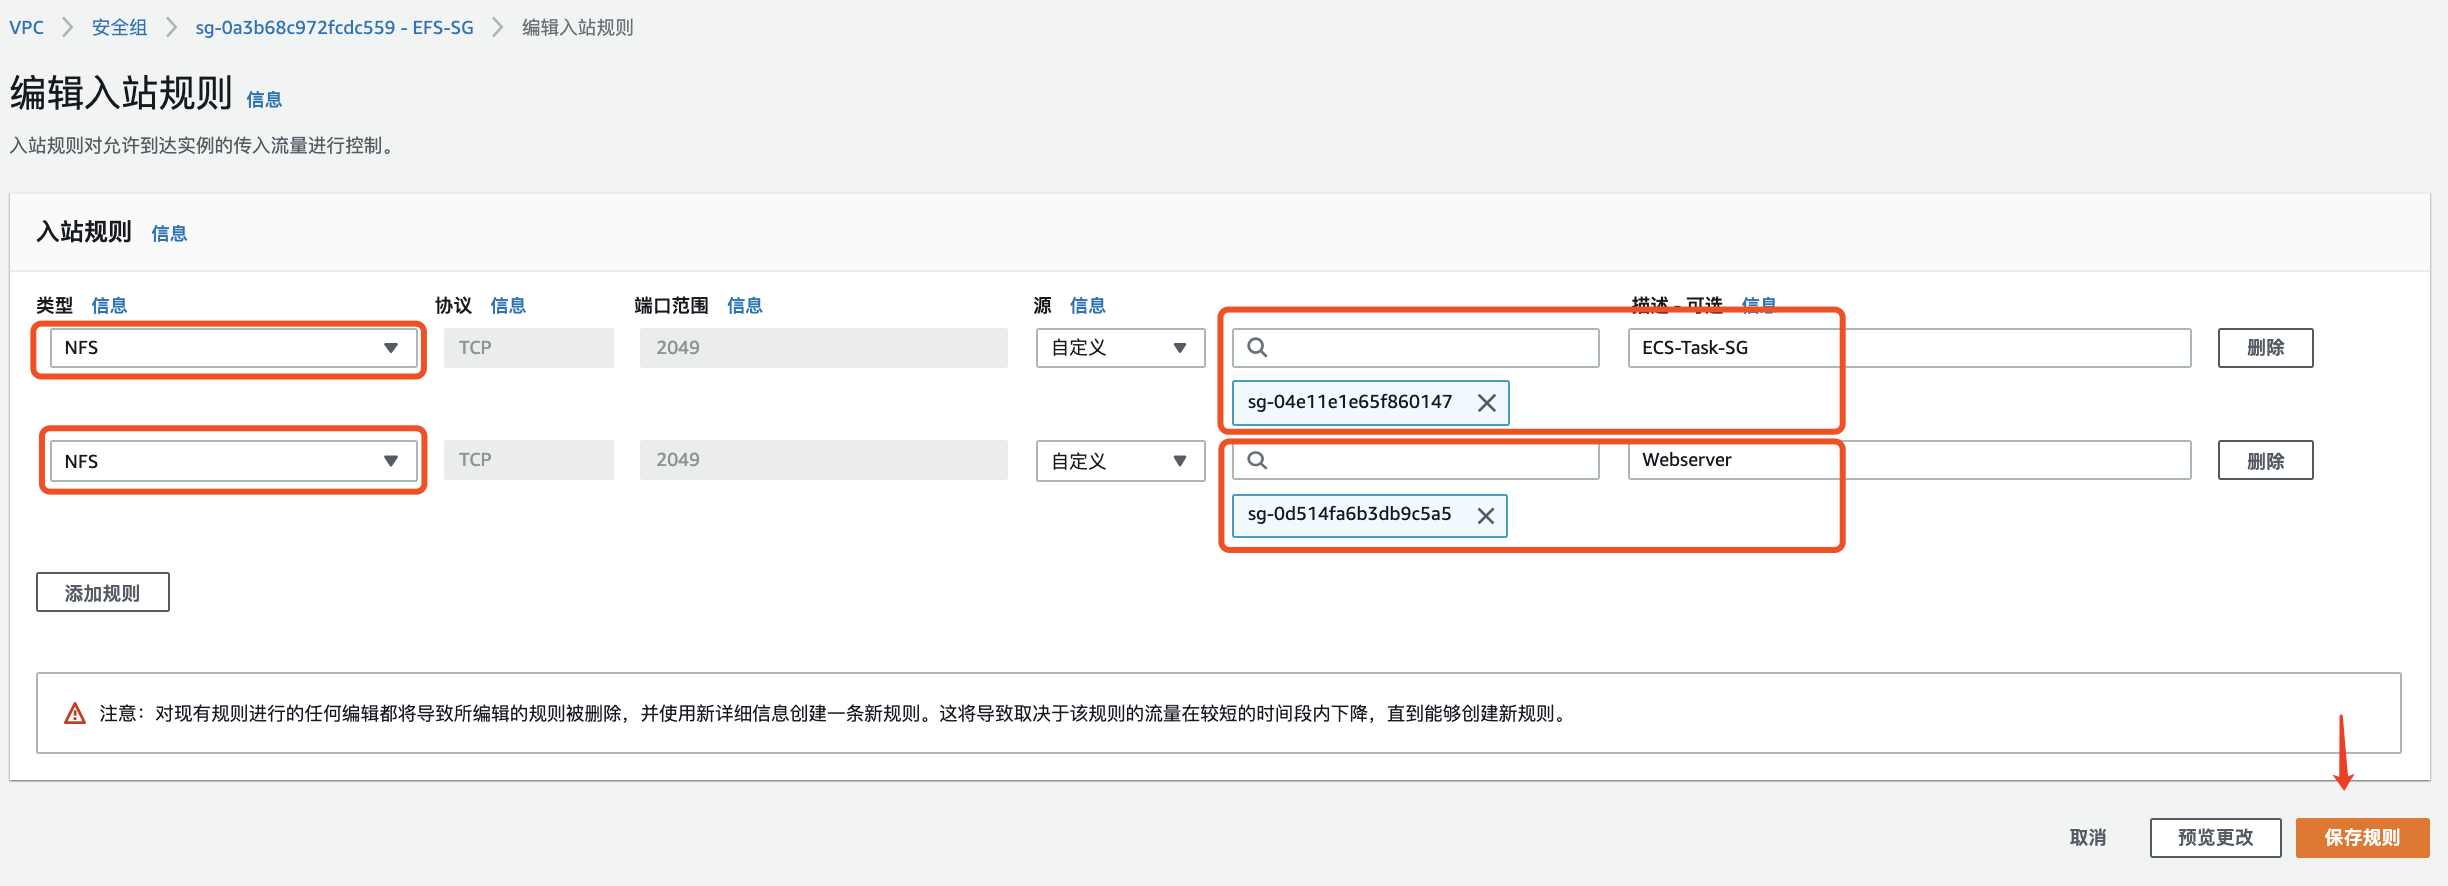 VPC 安全组 sg-0a3b68c972fcdc559 - EFS-SG 编辑入站规则
编辑入站规则 信息
入站规则对允许到达实例的传入流量进行控制。
入站规则 信息
类型 信息 协议 信息 端口范围 信息 源 信息 描述 - 可选 信息
NFS TCP 2049 自定义 ECS-Task-SG 删除
sg-04e11e1e65f860147
NFS TCP 2049 自定义 Webserver 删除
sg-0d514fa6b3db9c5a5
添加规则
注意：对现有规则进行的任何编辑都将导致所编辑的规则被删除，并使用新详细信息创建一条新规则。这将导致取决于该规则的流量在较短的时间段内下降，直到能够创建新规则。
取消 预览更改 保存规则